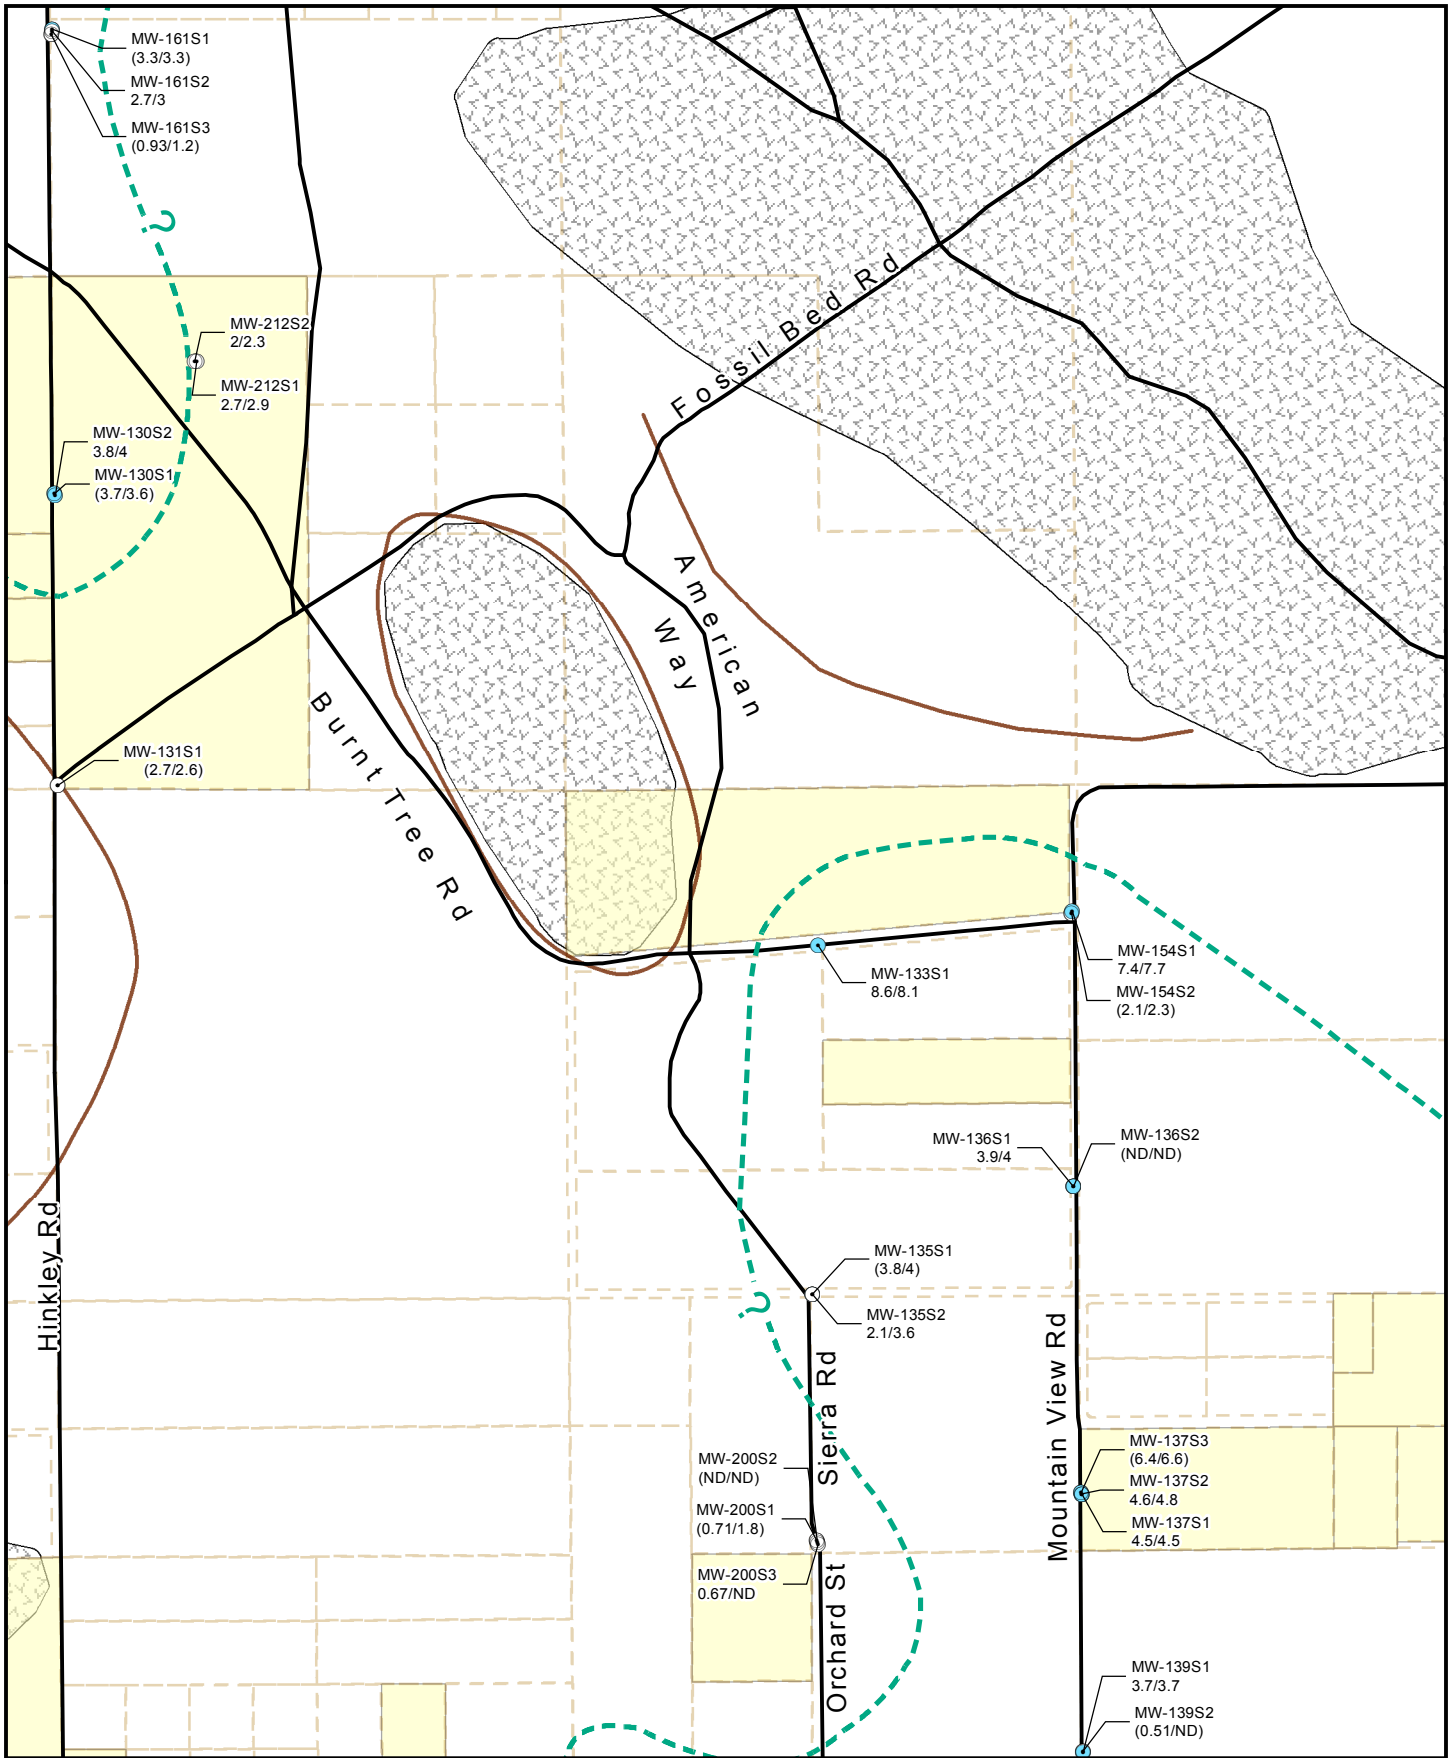 MW-161S1
(3.3/3.3)
MW-161S2
2.7/3
MW-161S3
(0.93/1.2)
?
MW-212S2
2/2.3
MW-212S1
2.7/2.9
MW-130S2
3.8/4
MW-130S1
(3.7/3.6)
Fossil Bed Rd
American
Way
Burnt Tree Rd
MW-131S1
(2.7/2.6)
MW-133S1
8.6/8.1
MW-154S1
7.4/7.7
MW-154S2
(2.1/2.3)
MW-136S1
3.9/4
MW-136S2
(ND/ND)
Hinkley Rd
MW-135S1
(3.8/4)
?
MW-135S2
2.1/3.6
Sierra Rd
Mountain View Rd
MW-137S3
(6.4/6.6)
MW-137S2
4.6/4.8
MW-137S1
4.5/4.5
MW-200S2
(ND/ND)
MW-200S1
(0.71/1.8)
MW-200S3
0.67/ND
Orchard St
MW-139S1
3.7/3.7
MW-139S2
(0.51/ND)